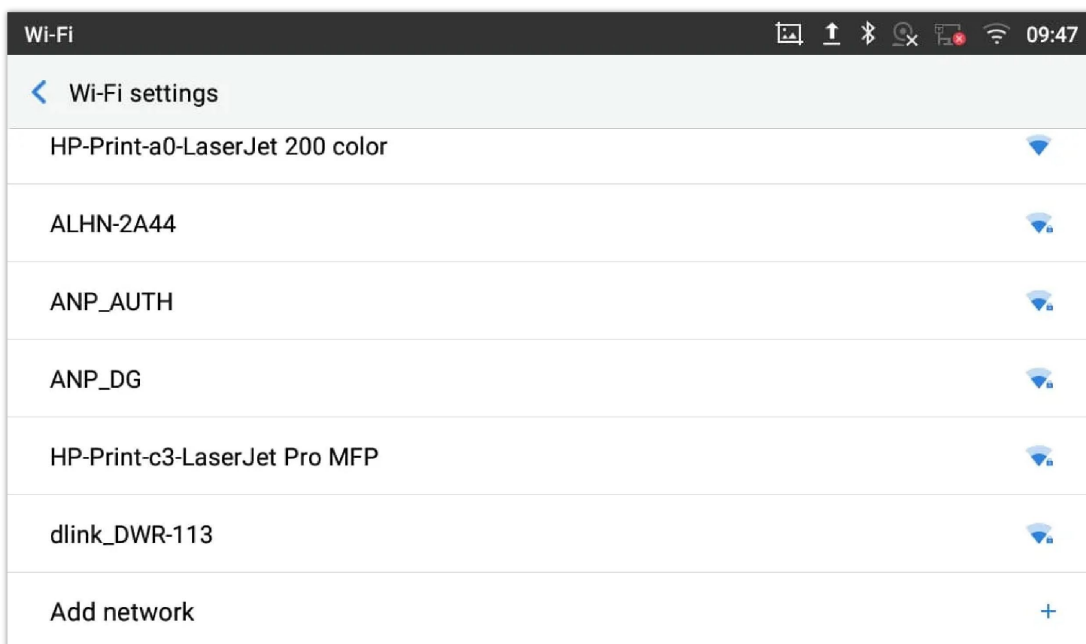 Wi-Fi 09:47
Wi-Fi settings
HP-Print-a0-LaserJet 200 color
ALHN-2A44
ANP_AUTH
ANP_DG
HP-Print-c3-LaserJet Pro MFP
dlink_DWR-113
Add network